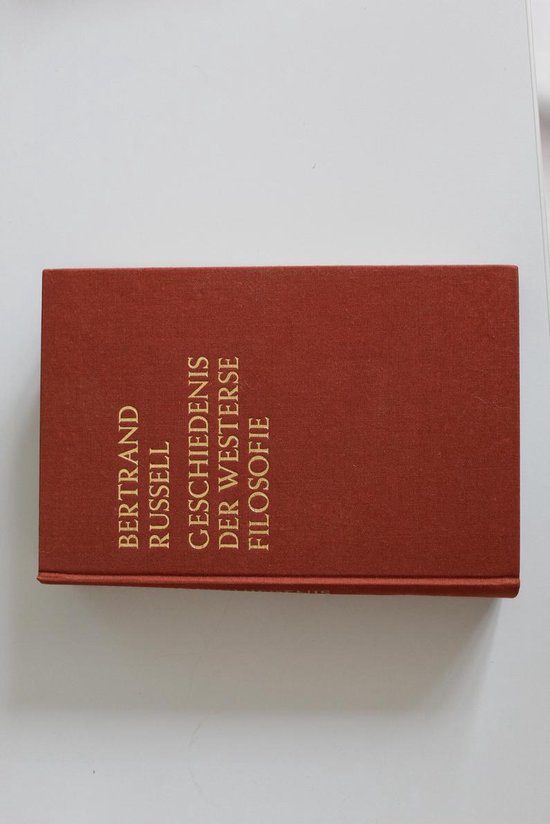 BERTRAND
RUSSELL
GESCHIEDENIS
DER WESTERSE
FILOSOFIE